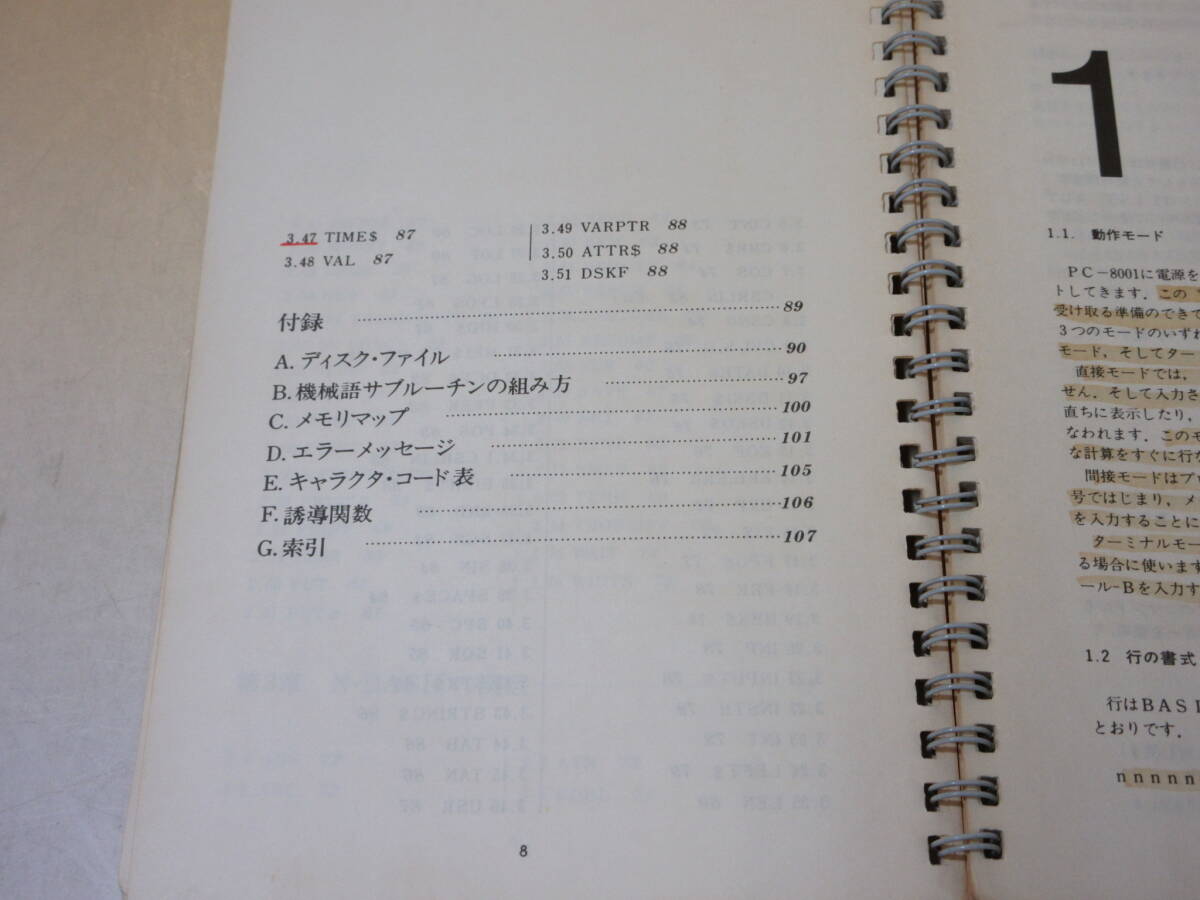 3.47 TIME$ 87
3.48 VAL 87
3.49 VARPTR 88
3.50 ATTR$ 88
3.51 DSKF 88
付録 89
A. ディスク・ファイル 90
B. 機械語サブルーチンの組み方 97
C. メモリマップ 100
D. エラーメッセージ 101
E. キャラクタ・コード表 105
F. 誘導関数 106
G. 索引 107
8
1
1.1. 動作モード
PC-8001に電源を
トしてきます. この
受け取る準備のできて
3つのモードのいずれ
モード, そしてター
直接モードでは,
せん. そして入力さ
直ちに表示したり,
なわれます. このモ
な計算をすぐに行な
間接モードはプロ
号ではじまり, メ
を入力することに
ターミナルモー
る場合に使います
ール-Bを入力す
1.2 行の書式
行はBASI
とおりです.
nnnnn